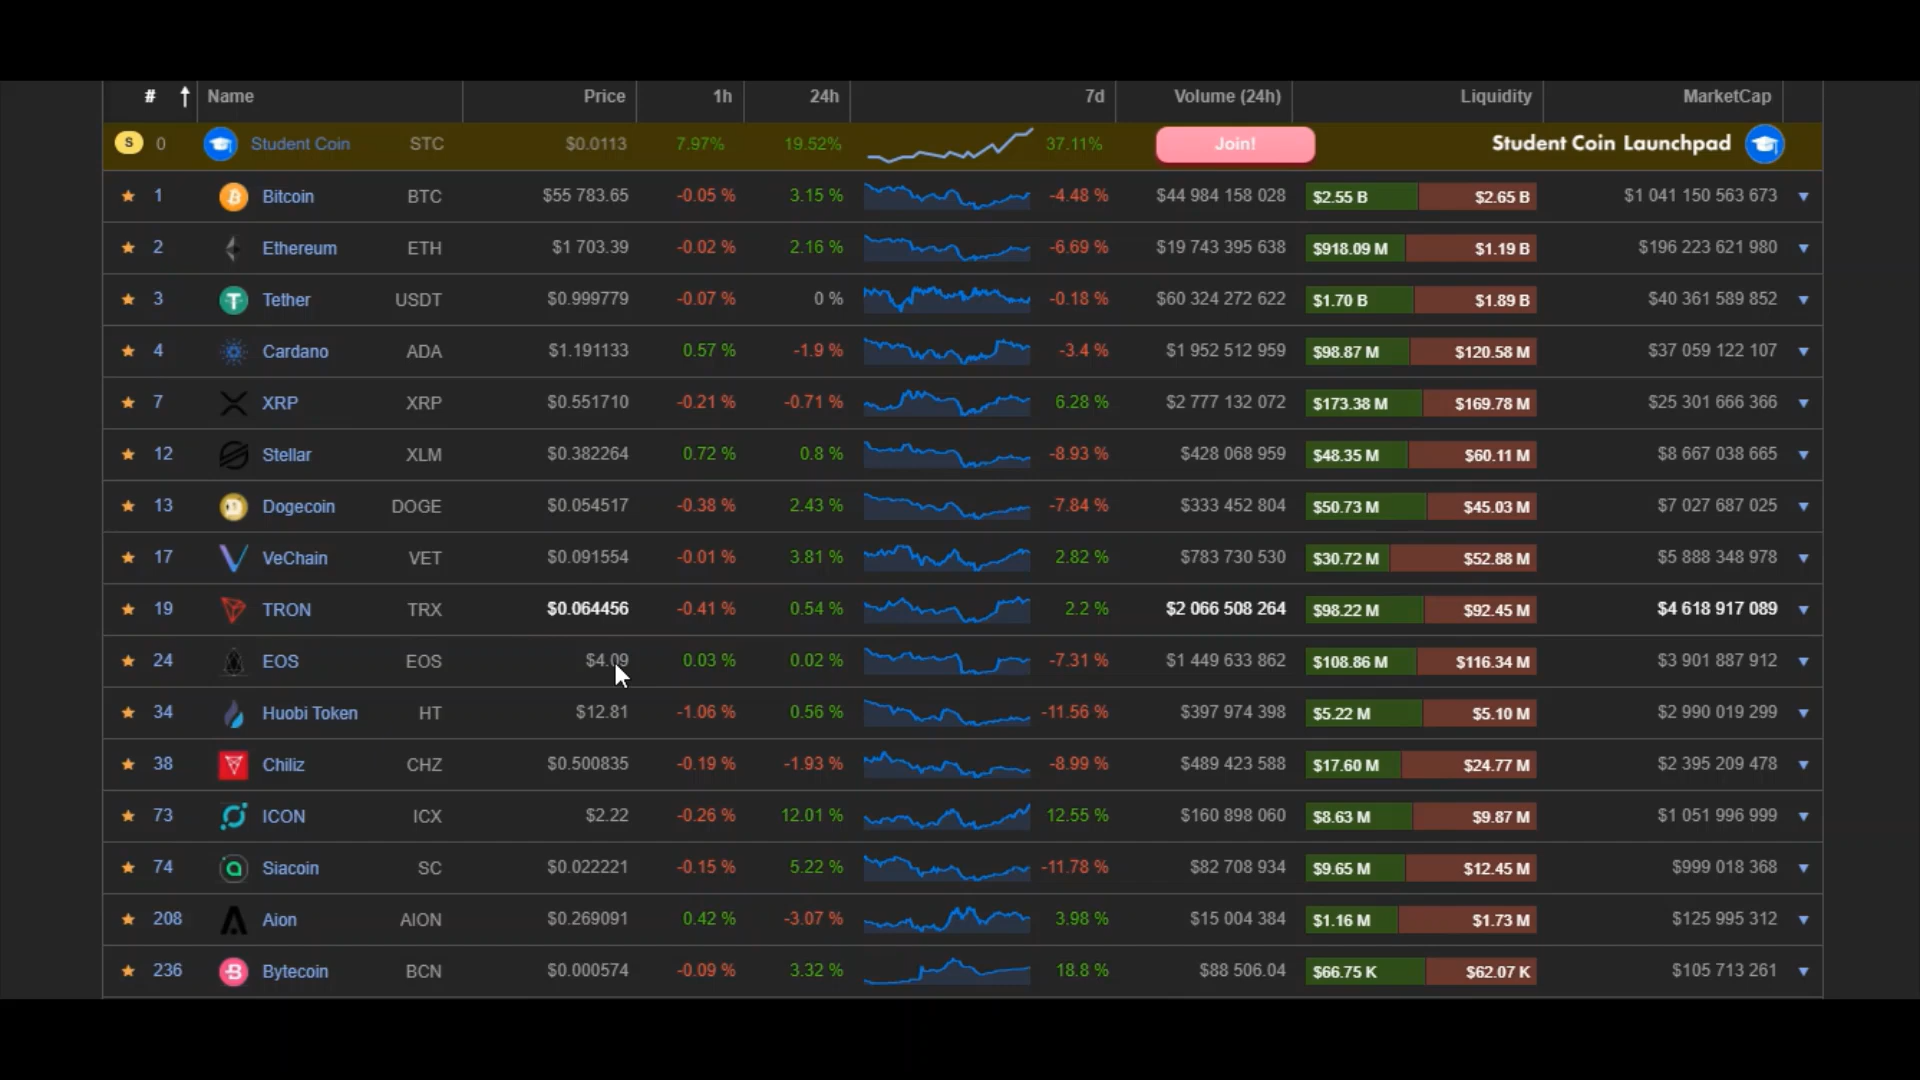 # ↑ Name Price 1h 24h 7d Volume (24h) Liquidity MarketCap
S 0 Student Coin STC $0.0113 7.97% 19.52% 37.11% Join! Student Coin Launchpad
★ 1 Bitcoin BTC $55 783.65 -0.05 % 3.15 % -4.48 % $44 984 158 028 $2.55 B $2.65 B $1 041 150 563 673 ▼
★ 2 Ethereum ETH $1 703.39 -0.02 % 2.16 % -6.69 % $19 743 395 638 $918.09 M $1.19 B $196 223 621 980 ▼
★ 3 Tether USDT $0.999779 -0.07 % 0 % -0.18 % $60 324 272 622 $1.70 B $1.89 B $40 361 589 852 ▼
★ 4 Cardano ADA $1.191133 0.57 % -1.9 % -3.4 % $1 952 512 959 $98.87 M $120.58 M $37 059 122 107 ▼
★ 7 XRP XRP $0.551710 -0.21 % -0.71 % 6.28 % $2 777 132 072 $173.38 M $169.78 M $25 301 666 366 ▼
★ 12 Stellar XLM $0.382264 0.72 % 0.8 % -8.93 % $428 068 959 $48.35 M $60.11 M $8 667 038 665 ▼
★ 13 Dogecoin DOGE $0.054517 -0.38 % 2.43 % -7.84 % $333 452 804 $50.73 M $45.03 M $7 027 687 025 ▼
★ 17 VeChain VET $0.091554 -0.01 % 3.81 % 2.82 % $783 730 530 $30.72 M $52.88 M $5 888 348 978 ▼
★ 19 TRON TRX $0.064456 -0.41 % 0.54 % 2.2 % $2 066 508 264 $98.22 M $92.45 M $4 618 917 089 ▼
★ 24 EOS EOS $4.09 0.03 % 0.02 % -7.31 % $1 449 633 862 $108.86 M $116.34 M $3 901 887 912 ▼
★ 34 Huobi Token HT $12.81 -1.06 % 0.56 % -11.56 % $397 974 398 $5.22 M $5.10 M $2 990 019 299 ▼
★ 38 Chiliz CHZ $0.500835 -0.19 % -1.93 % -8.99 % $489 423 588 $17.60 M $24.77 M $2 395 209 478 ▼
★ 73 ICON ICX $2.22 -0.26 % 12.01 % 12.55 % $160 898 060 $8.63 M $9.87 M $1 051 996 999 ▼
★ 74 Siacoin SC $0.022221 -0.15 % 5.22 % -11.78 % $82 708 934 $9.65 M $12.45 M $999 018 368 ▼
★ 208 Aion AION $0.269091 0.42 % -3.07 % 3.98 % $15 004 384 $1.16 M $1.73 M $125 995 312 ▼
★ 236 Bytecoin BCN $0.000574 -0.09 % 3.32 % 18.8 % $88 506.04 $66.75 K $62.07 K $105 713 261 ▼